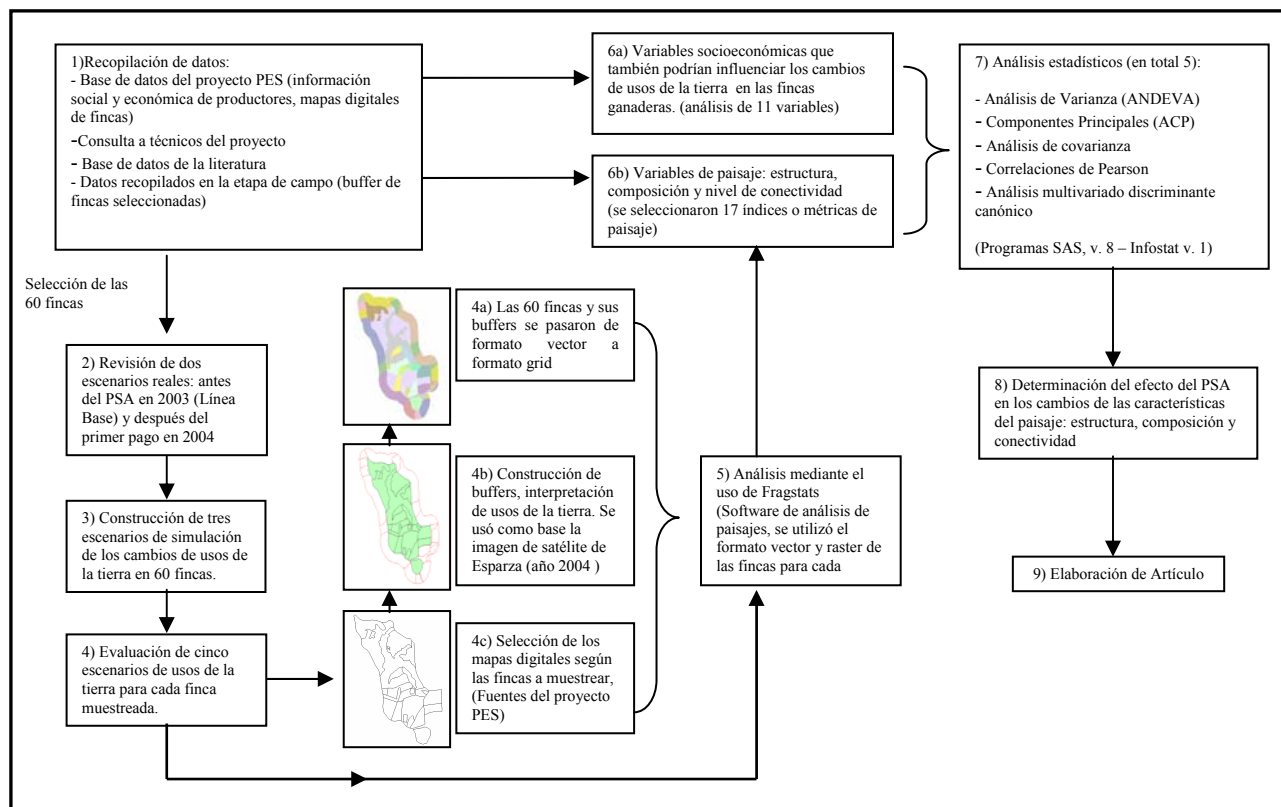 1)Recopilación de datos:
- Base de datos del proyecto PES (información
social y económica de productores, mapas digitales
de fincas)
-Consulta a técnicos del proyecto
- Base de datos de la literatura
- Datos recopilados en la etapa de campo (buffer de
fincas seleccionadas)
6a) Variables socioeconómicas que
también podrían influenciar los cambios
de usos de la tierra en las fincas
ganaderas. (análisis de 11 variables)
6b) Variables de paisaje: estructura,
composición y nivel de conectividad
(se seleccionaron 17 índices o métricas de
paisaje)
7) Análisis estadísticos (en total 5):
- Análisis de Varianza (ANDEVA)
- Componentes Principales (ACP)
- Análisis de covarianza
- Correlaciones de Pearson
- Análisis multivariado discriminante
canónico
(Programas SAS, v. 8 – Infostat v. 1)
Selección de las
60 fincas
2) Revisión de dos
escenarios reales: antes
del PSA en 2003 (Línea
Base) y después del
primer pago en 2004
3) Construcción de tres
escenarios de simulación
de los cambios de usos de
la tierra en 60 fincas.
4) Evaluación de cinco
escenarios de usos de la
tierra para cada finca
muestreada.
4a) Las 60 fincas y sus
buffers se pasaron de
formato vector a
formato grid
4b) Construcción de
buffers, interpretación
de usos de la tierra. Se
usó como base la
imagen de satélite de
Esparza (año 2004 )
4c) Selección de los
mapas digitales según
las fincas a muestrear,
(Fuentes del proyecto
PES)
5) Análisis mediante el
uso de Fragstats
(Software de análisis de
paisajes, se utilizó el
formato vector y raster de
las fincas para cada
8) Determinación del efecto del PSA
en los cambios de las características
del paisaje: estructura, composición y
conectividad
9) Elaboración de Artículo